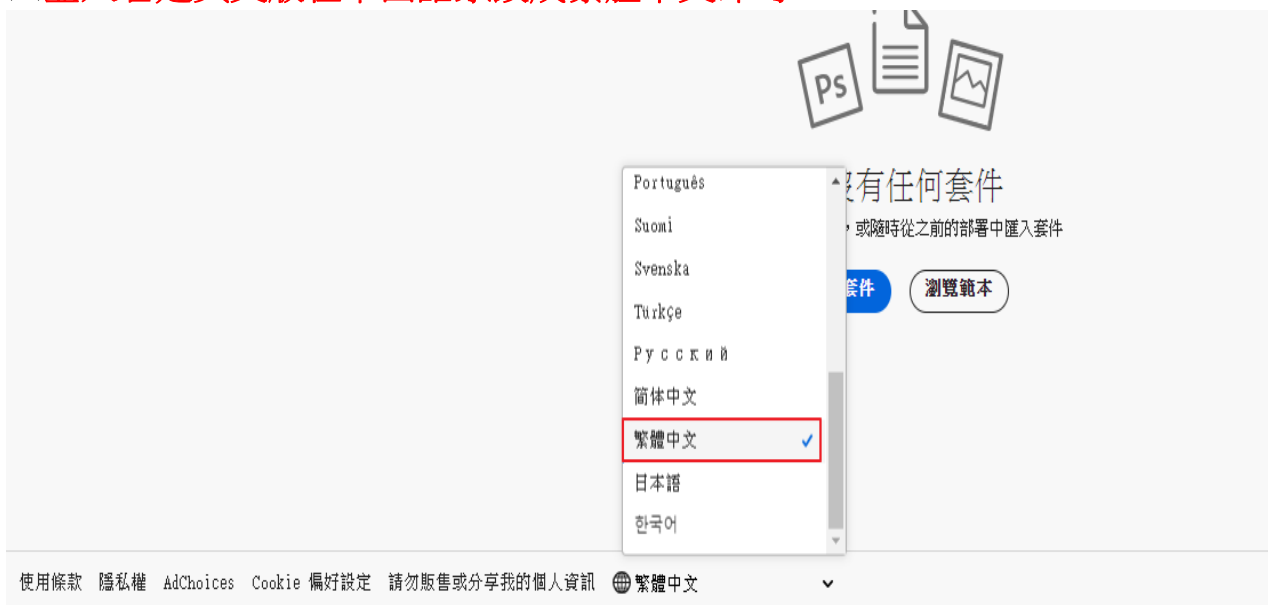 Ps
沒有任何套件
Português
Suomi
，或隨時從之前的部署中匯入套件
Svenska
套件
瀏覽範本
Türkçe
Русский
简体中文
繁體中文
日本語
한국어
使用條款 隱私權 AdChoices Cookie 偏好設定 請勿販售或分享我的個人資訊 繁體中文